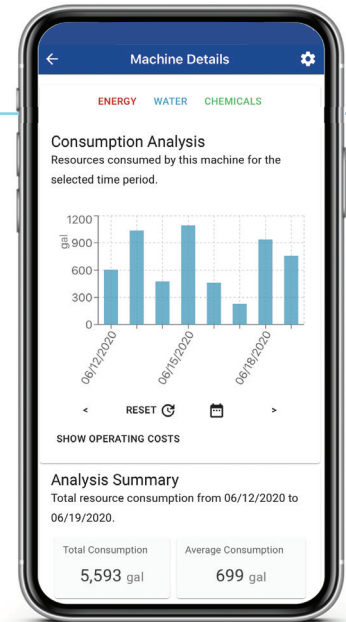 Machine Details
ENERGY WATER CHEMICALS
Consumption Analysis
Resources consumed by this machine for the
selected time period.
1200
900
600
300
0
gal
06/12/2020
06/15/2020
06/18/2020
< RESET >
SHOW OPERATING COSTS
Analysis Summary
Total resource consumption from 06/12/2020 to
06/19/2020.
Total Consumption Average Consumption
5,593 gal 699 gal